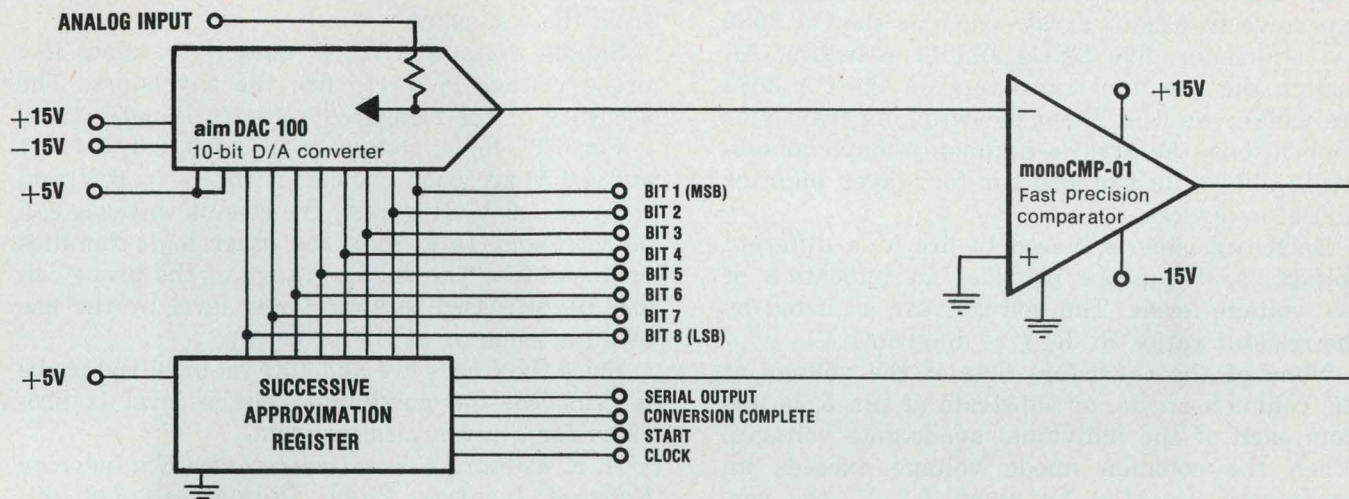 ANALOG INPUT
+15V
−15V
aim DAC 100
10-bit D/A converter
+5V
BIT 1 (MSB)
BIT 2
BIT 3
BIT 4
BIT 5
BIT 6
BIT 7
BIT 8 (LSB)
+5V
SUCCESSIVE
APPROXIMATION
REGISTER
SERIAL OUTPUT
CONVERSION COMPLETE
START
CLOCK
−
+15V
monoCMP-01
Fast precision
comparator
+
−15V